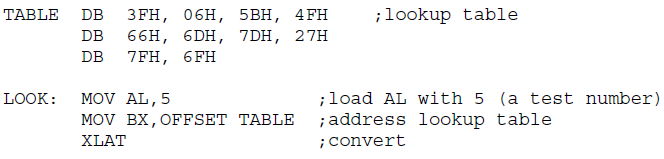 TABLE DB 3FH, 06H, 5BH, 4FH ;lookup table
DB 66H, 6DH, 7DH, 27H
DB 7FH, 6FH
LOOK: MOV AL,5 ;load AL with 5 (a test number)
MOV BX,OFFSET TABLE ;address lookup table
XLAT ;convert